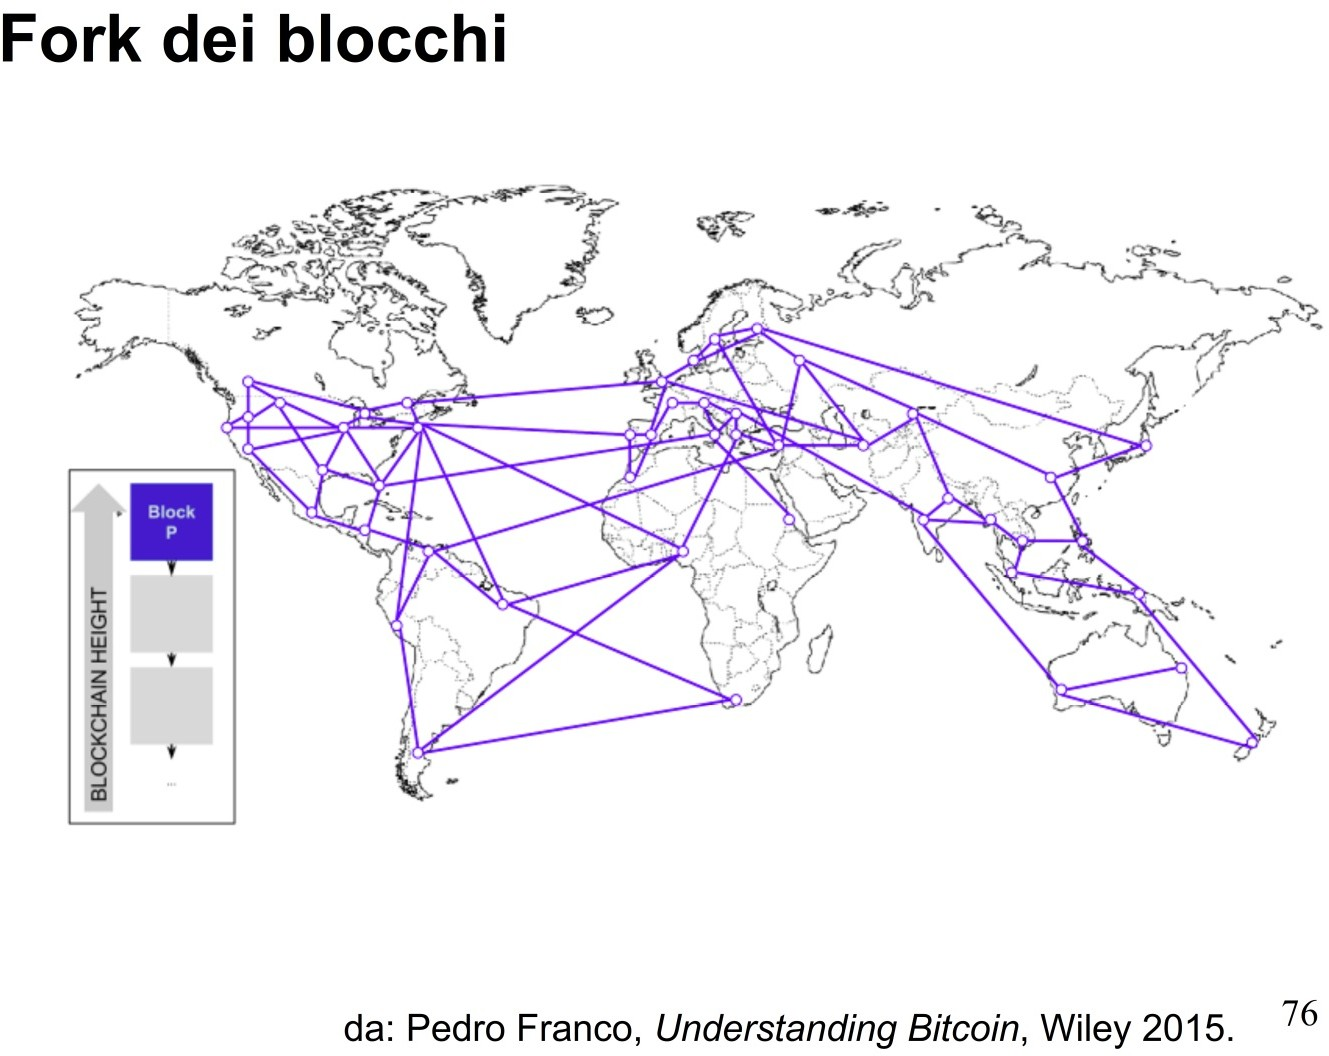 Fork dei blocchi
Block
P
BLOCKCHAIN HEIGHT
...
da: Pedro Franco, Understanding Bitcoin, Wiley 2015.
76